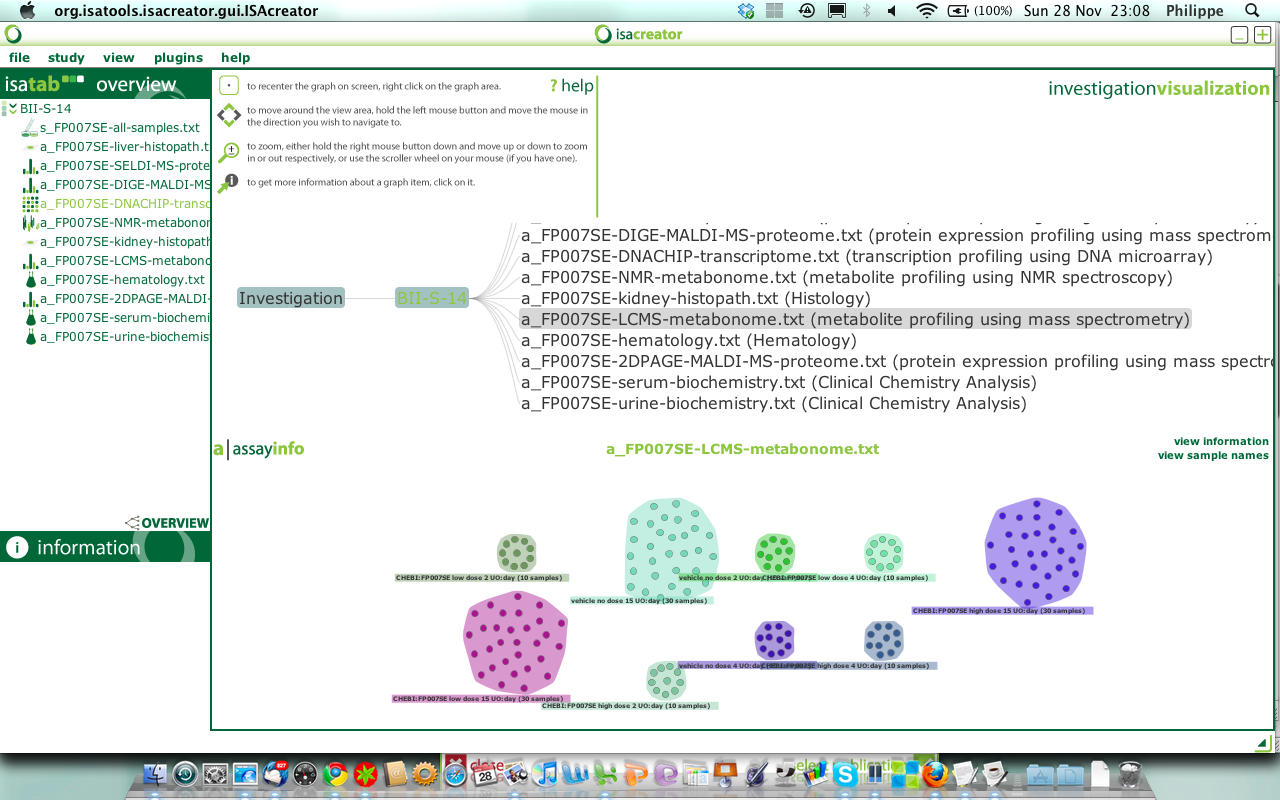 org.isatools.isacreator.gui.ISAcreator
(100%) Sun 28 Nov 23:08 Philippe
isacreator
file study view plugins help
isatab overview
BII-S-14
s_FP007SE-all-samples.txt
a_FP007SE-liver-histopath.t
a_FP007SE-SELDI-MS-prote
a_FP007SE-DIGE-MALDI-MS
a_FP007SE-DNACHIP-transc
a_FP007SE-NMR-metabonor
a_FP007SE-kidney-histopath
a_FP007SE-LCMS-metabono
a_FP007SE-hematology.txt
a_FP007SE-2DPAGE-MALDI-
a_FP007SE-serum-biochemi
a_FP007SE-urine-biochemis
OVERVIEW
i information
to recenter the graph on screen, right click on the graph area.
? help
to move around the view area, hold the left mouse button and move the mouse in
the direction you wish to navigate to.
to zoom, either hold the right mouse button down and move up or down to zoom
in or out respectively, or use the scroller wheel on your mouse (if you have one).
to get more information about a graph item, click on it.
investigationvisualization
Investigation
BII-S-14
a_FP007SE-DIGE-MALDI-MS-proteome.txt (protein expression profiling using mass spectrom
a_FP007SE-DNACHIP-transcriptome.txt (transcription profiling using DNA microarray)
a_FP007SE-NMR-metabonome.txt (metabolite profiling using NMR spectroscopy)
a_FP007SE-kidney-histopath.txt (Histology)
a_FP007SE-LCMS-metabonome.txt (metabolite profiling using mass spectrometry)
a_FP007SE-hematology.txt (Hematology)
a_FP007SE-2DPAGE-MALDI-MS-proteome.txt (protein expression profiling using mass spectro
a_FP007SE-serum-biochemistry.txt (Clinical Chemistry Analysis)
a_FP007SE-urine-biochemistry.txt (Clinical Chemistry Analysis)
a|assayinfo
a_FP007SE-LCMS-metabonome.txt
view information
view sample names
CHEBI:FP007SE low dose 2 UO:day (10 samples)
vehicle no dose 2 UO:day
CHEBI:FP007SE low dose 4 UO:day (10 samples)
vehicle no dose 15 UO:day (30 samples)
CHEBI:FP007SE high dose 15 UO:day (30 samples)
vehicle no dose 4 UO:day
CHEBI:FP007SE high dose 4 UO:day (10 samples)
CHEBI:FP007SE low dose 15 UO:day (30 samples)
CHEBI:FP007SE high dose 2 UO:day (10 samples)
827
28